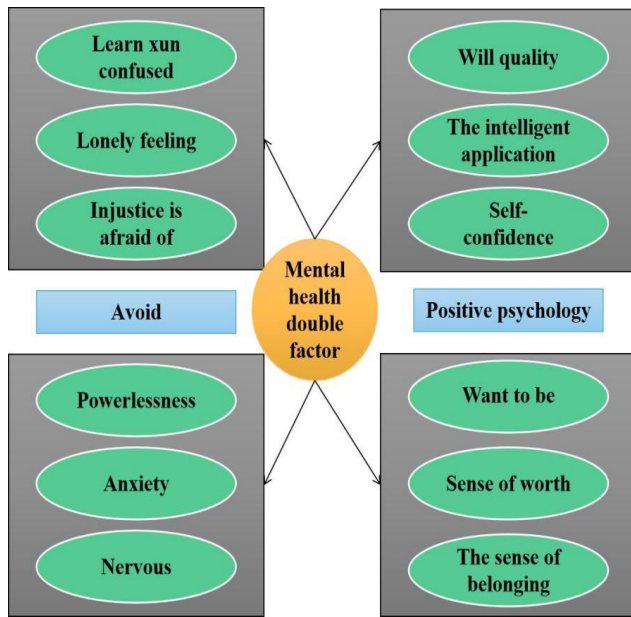 Learn xun
confused
Lonely feeling
Injustice is
afraid of
Will quality
The intelligent
application
Self-
confidence
Mental
health
double
factor
Avoid
Positive psychology
Powerlessness
Anxiety
Nervous
Want to be
Sense of worth
The sense of
belonging